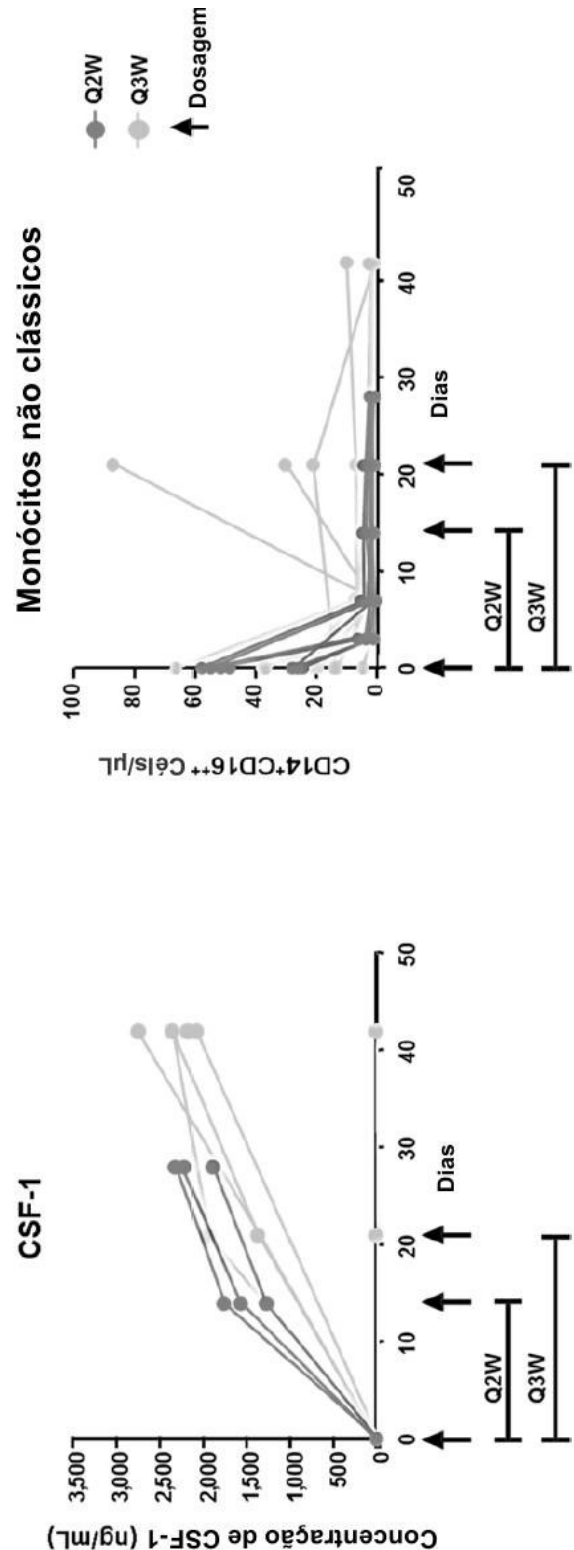 CSF-1
Concentração de CSF-1 (ng/mL)
3,500
3,000
2,500
2,000
1,500
1,000
500
0
0 10 20 30 40 50
Dias
Q2W
Q3W
Monócitos não clássicos
CD14⁺CD16⁺⁺ Céls/µL
100
80
60
40
20
0
0 10 20 30 40 50
Dias
Q2W
Q3W
Q2W
Q3W
Dosagem